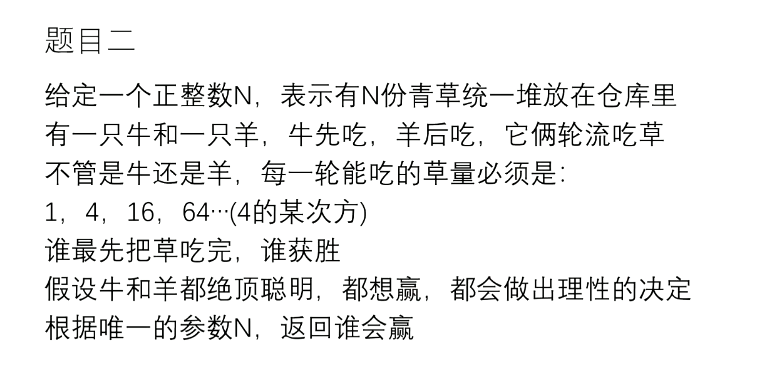 题目二
给定一个正整数N，表示有N份青草统一堆放在仓库里
有一只牛和一只羊，牛先吃，羊后吃，它俩轮流吃草
不管是牛还是羊，每一轮能吃的草量必须是：
1，4，16，64…(4的某次方)
谁最先把草吃完，谁获胜
假设牛和羊都绝顶聪明，都想赢，都会做出理性的决定
根据唯一的参数N，返回谁会赢